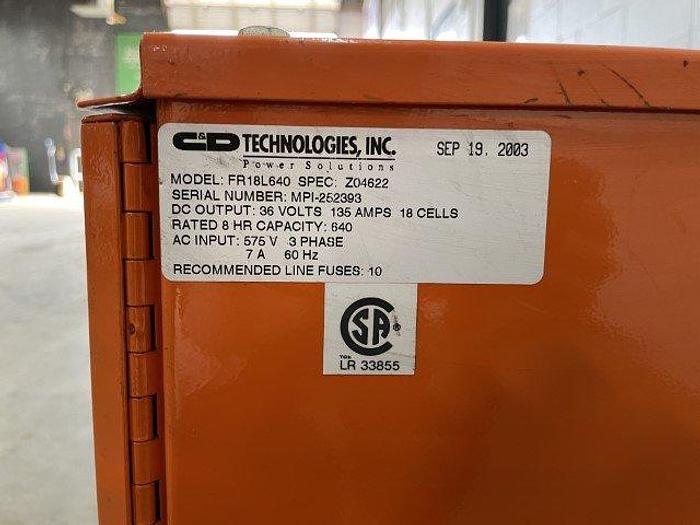 C&D TECHNOLOGIES, INC. SEP 19. 2003
Power Solutions
MODEL: FR18L640 SPEC: Z04622
SERIAL NUMBER: MPI-252393
DC OUTPUT: 36 VOLTS 135 AMPS 18 CELLS
RATED 8 HR CAPACITY: 640
AC INPUT: 575 V 3 PHASE
7 A 60 Hz
RECOMMENDED LINE FUSES: 10
CSA
LR 33855